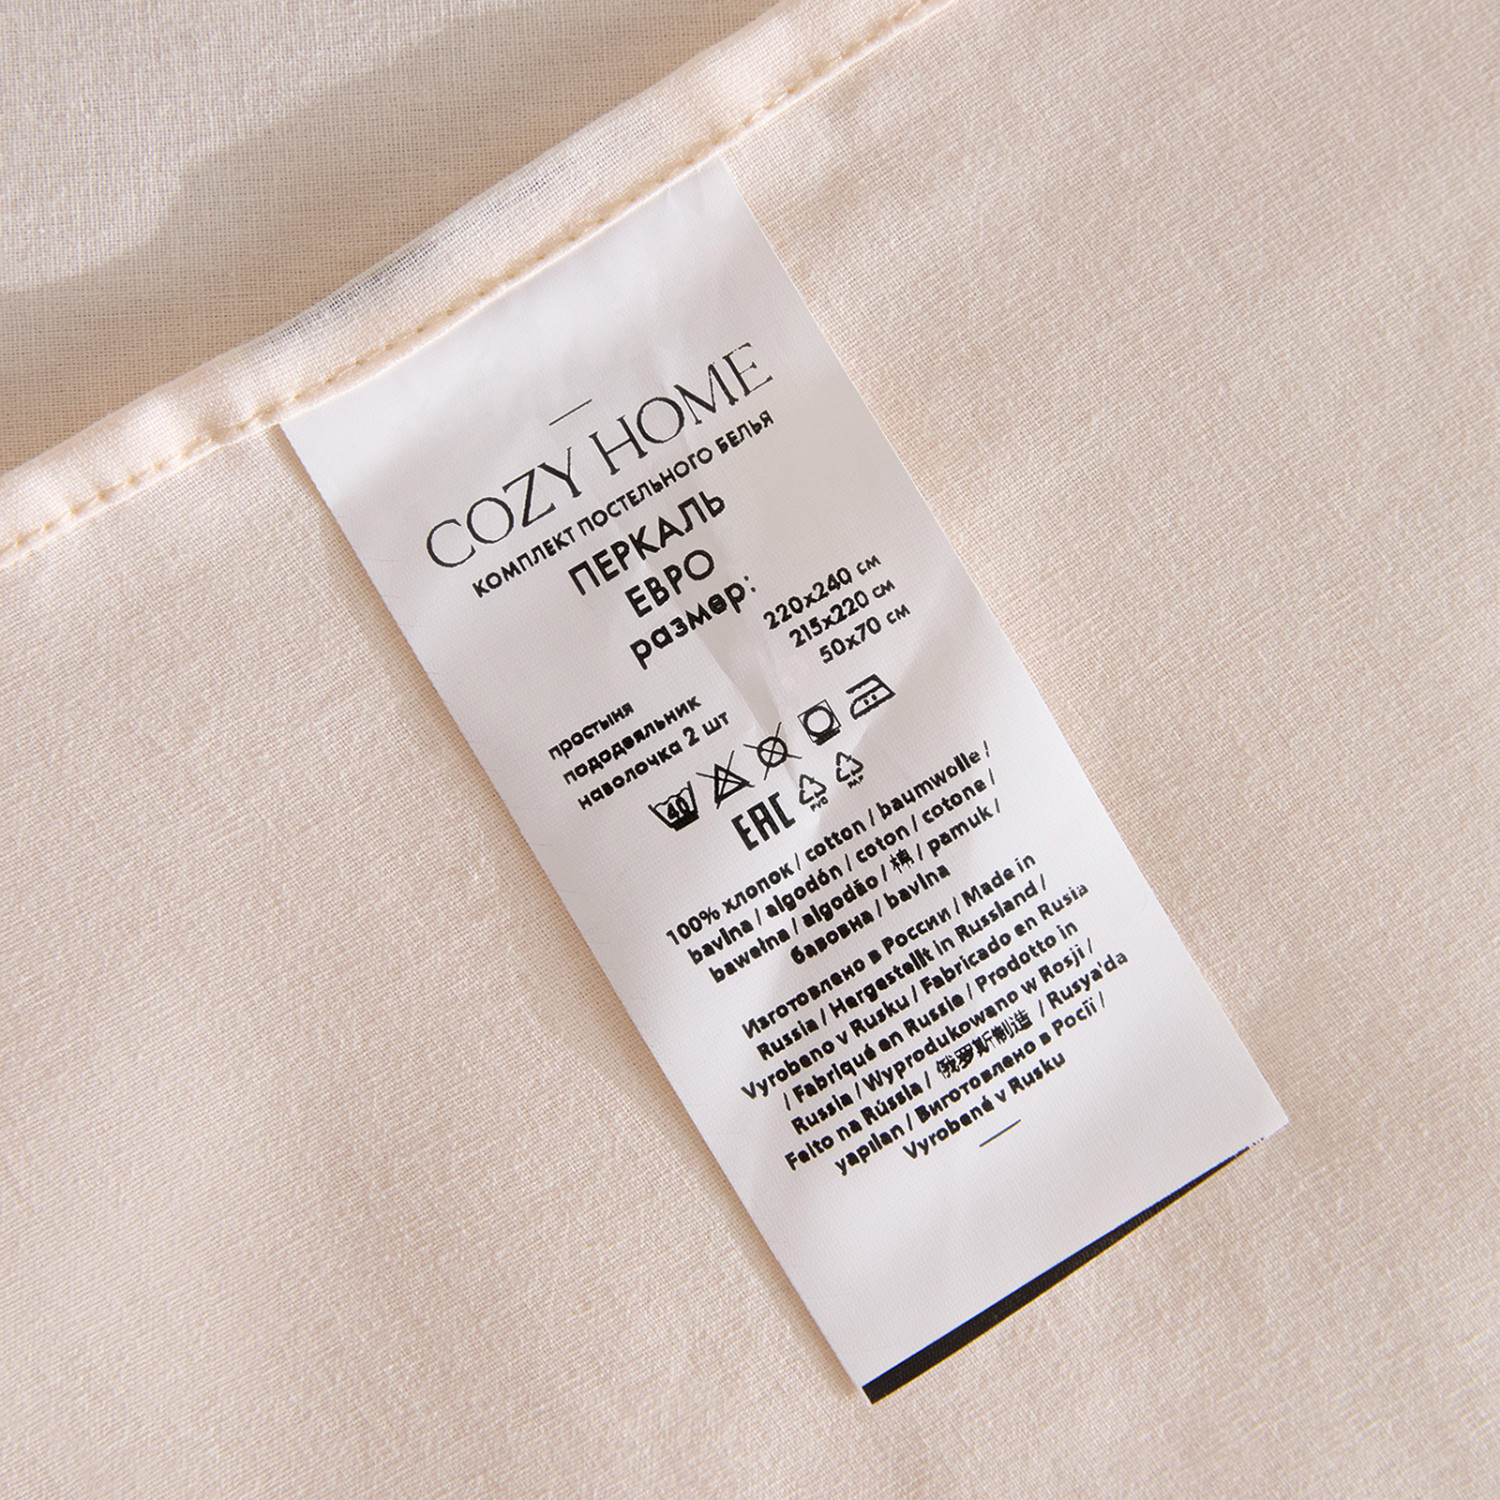 COZY HOME
КОМПЛЕКТ ПОСТЕЛЬНОГО БЕЛЬЯ
ПЕРКАЛЬ
ЕВРО
размер:
простыня 220x240 см
пододеяльник 215x220 см
наволочка 2 шт 50x70 см
40
EAC PVC PAP
100% хлопок / cotton / baumwolle /
bavlna / algodón / coton / cotone /
bawełna / algodão / 棉 / pamuk /
бавовна / bavlna
Изготовлено в России / Made in
Russia / Hergestellt in Russland /
Vyrobeno v Rusku / Fabricado en Rusia
/ Fabriqué en Russie / Prodotto in
Russia / Wyprodukowano w Rosji /
Feito na Rússia / 俄罗斯制造 / Rusya'da
yapılan / Виготовлено в Росії /
Vyrobené v Rusku